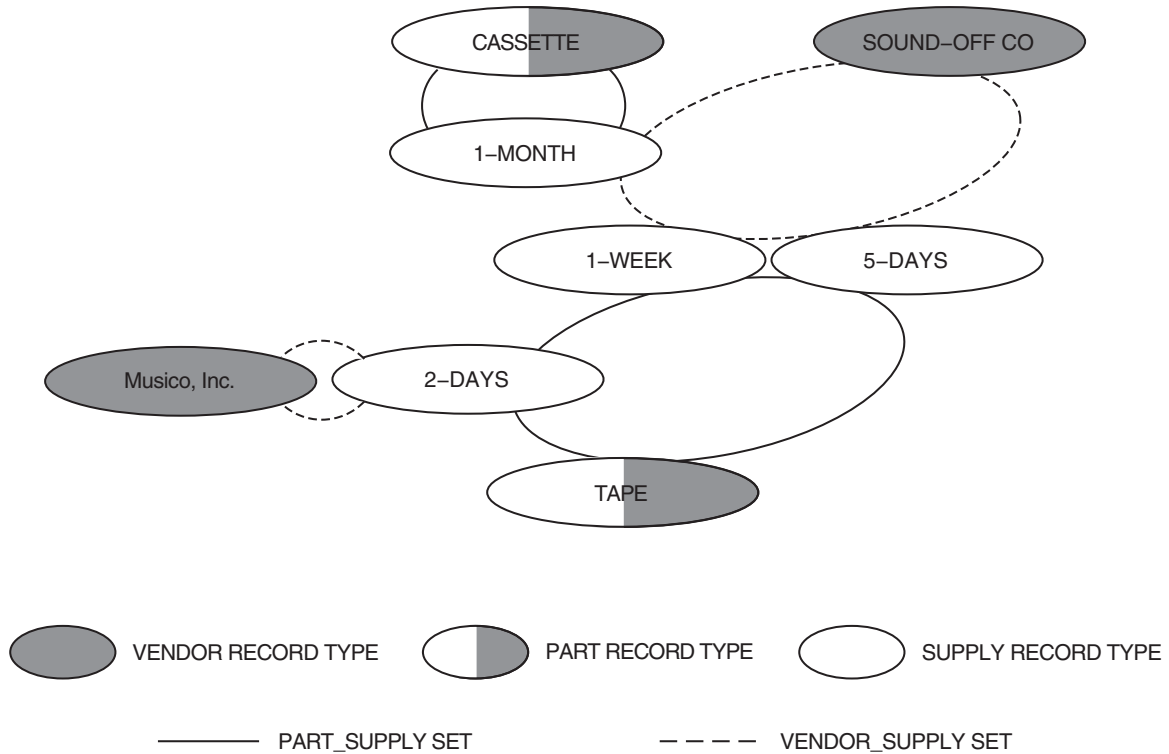 CASSETTE
SOUND–OFF CO
1–MONTH
1–WEEK
5–DAYS
Musico, Inc.
2–DAYS
TAPE
VENDOR RECORD TYPE
PART RECORD TYPE
SUPPLY RECORD TYPE
PART_SUPPLY SET
VENDOR_SUPPLY SET